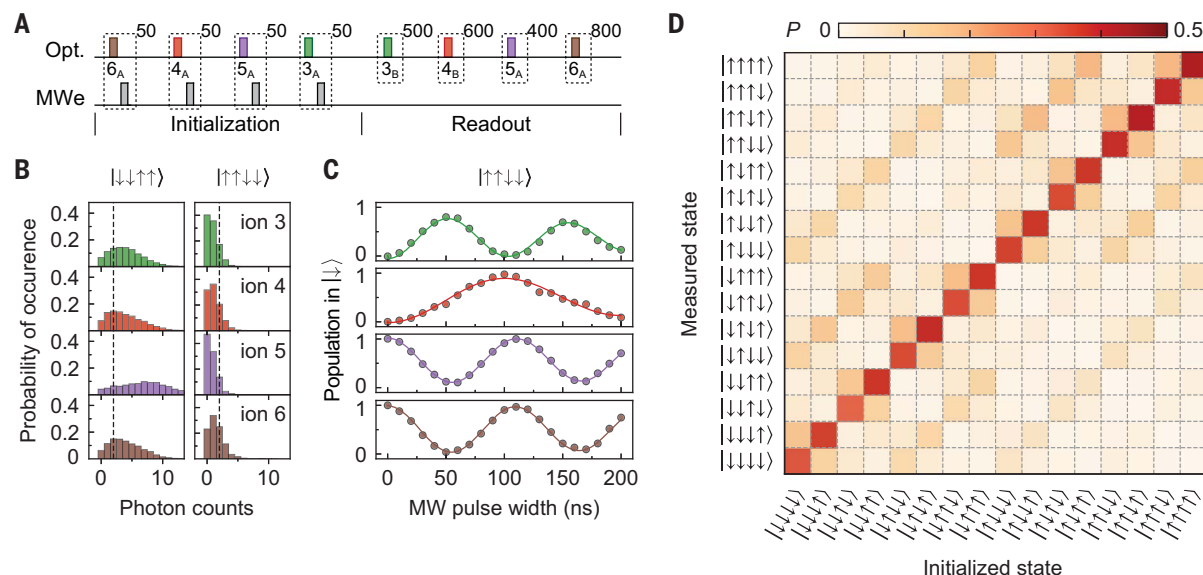 A
Opt.
50
50
50
50
500
600
400
800
6A
4A
5A
3A
3B
4B
5A
6A
MWe
Initialization
Readout
B
|↓↓↑↑⟩
|↑↑↓↓⟩
Probability of occurence
0.4
0.2
ion 3
0.4
0.2
ion 4
0.4
0.2
ion 5
0.4
0.2
0
ion 6
0
10
0
10
Photon counts
C
|↑↑↓↓⟩
Population in |↓⟩
1
0
1
0
1
0
1
0
0
50
100
150
200
MW pulse width (ns)
D
P
0
0.5
Measured state
|↑↑↑↑⟩
|↑↑↑↓⟩
|↑↑↓↑⟩
|↑↑↓↓⟩
|↑↓↑↑⟩
|↑↓↑↓⟩
|↑↓↓↑⟩
|↑↓↓↓⟩
|↓↑↑↑⟩
|↓↑↑↓⟩
|↓↑↓↑⟩
|↓↑↓↓⟩
|↓↓↑↑⟩
|↓↓↑↓⟩
|↓↓↓↑⟩
|↓↓↓↓⟩
|↓↓↓↓⟩
|↓↓↓↑⟩
|↓↓↑↓⟩
|↓↓↑↑⟩
|↓↑↓↓⟩
|↓↑↓↑⟩
|↓↑↑↓⟩
|↓↑↑↑⟩
|↑↓↓↓⟩
|↑↓↓↑⟩
|↑↓↑↓⟩
|↑↓↑↑⟩
|↑↑↓↓⟩
|↑↑↓↑⟩
|↑↑↑↓⟩
|↑↑↑↑⟩
Initialized state